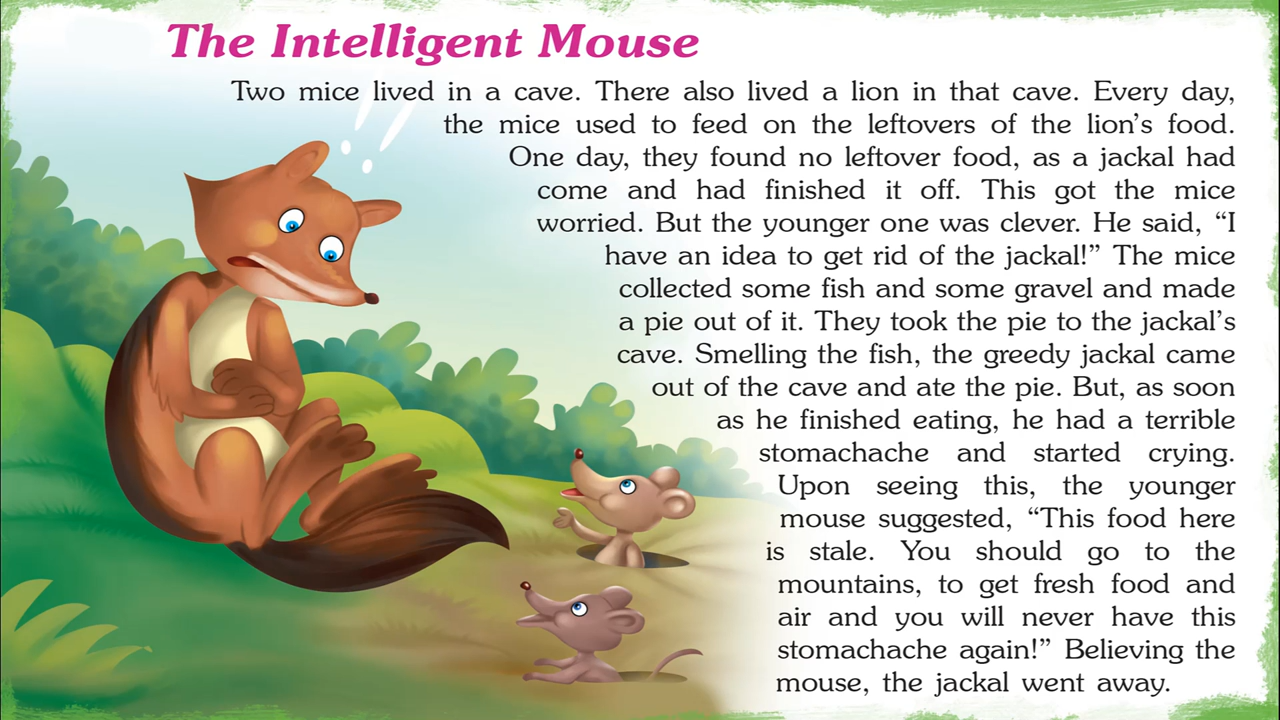 The Intelligent Mouse
Two mice lived in a cave. There also lived a lion in that cave. Every day,
the mice used to feed on the leftovers of the lion’s food.
One day, they found no leftover food, as a jackal had
come and had finished it off. This got the mice
worried. But the younger one was clever. He said, “I
have an idea to get rid of the jackal!” The mice
collected some fish and some gravel and made
a pie out of it. They took the pie to the jackal’s
cave. Smelling the fish, the greedy jackal came
out of the cave and ate the pie. But, as soon
as he finished eating, he had a terrible
stomachache and started crying.
Upon seeing this, the younger
mouse suggested, “This food here
is stale. You should go to the
mountains, to get fresh food and
air and you will never have this
stomachache again!” Believing the
mouse, the jackal went away.